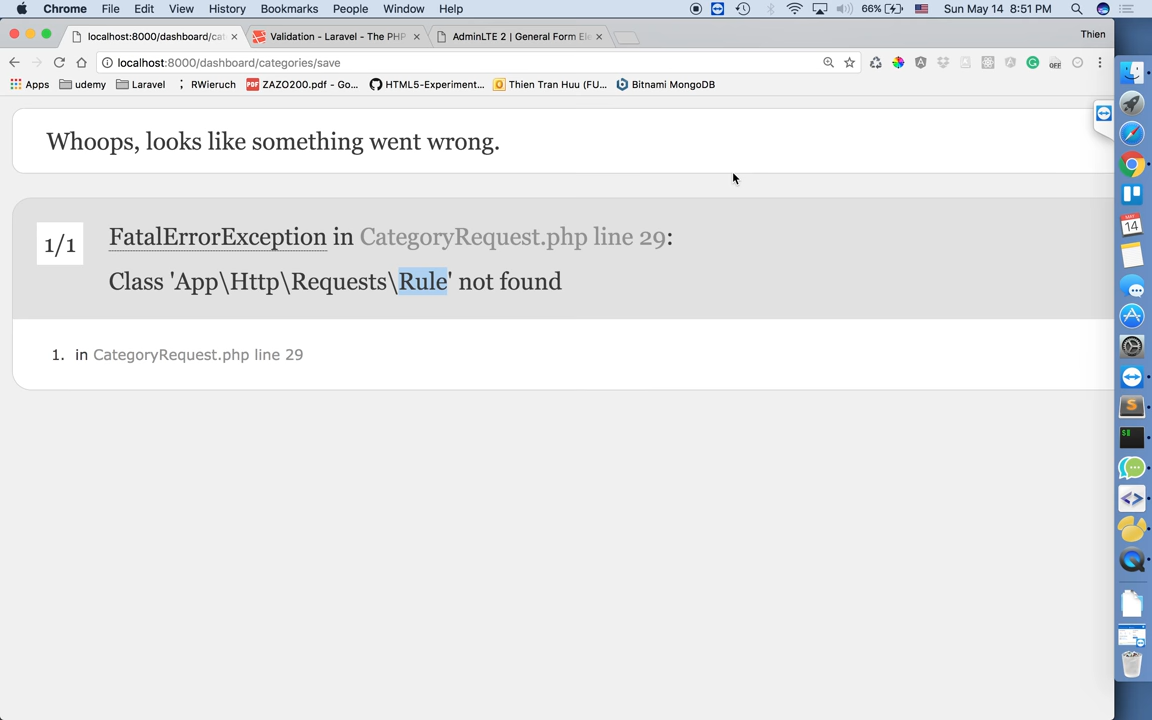 Chrome File Edit View History Bookmarks People Window Help 66% Sun May 14 8:51 PM
localhost:8000/dashboard/cat Validation - Laravel - The PHP AdminLTE 2 | General Form Ele Thien
localhost:8000/dashboard/categories/save
Apps udemy Laravel RWieruch ZAZO200.pdf - Go... HTML5-Experiment... Thien Tran Huu (FU... Bitnami MongoDB
Whoops, looks like something went wrong.
1/1
FatalErrorException in CategoryRequest.php line 29:
Class 'App\Http\Requests\Rule' not found
1. in CategoryRequest.php line 29